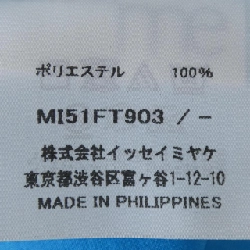 ポリエステル 100%
MI51FT903 / -
株式会社イッセイミヤケ
東京都渋谷区富ヶ谷1-12-10
MADE IN PHILIPPINES